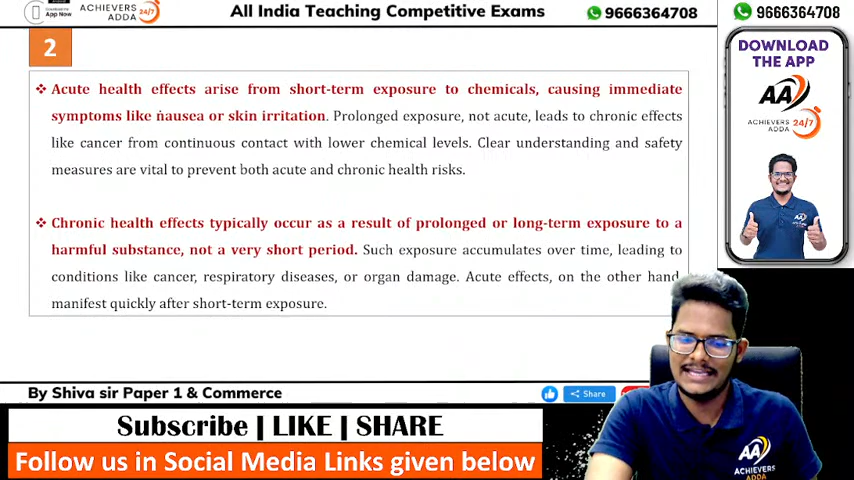 App Now
ACHIEVERS
ADDA
24/7
All India Teaching Competitive Exams
9666364708
9666364708
2
DOWNLOAD
THE APP
AA
ACHIEVERS
ADDA
24/7
❖ Acute health effects arise from short-term exposure to chemicals, causing immediate
symptoms like nausea or skin irritation. Prolonged exposure, not acute, leads to chronic effects
like cancer from continuous contact with lower chemical levels. Clear understanding and safety
measures are vital to prevent both acute and chronic health risks.
❖ Chronic health effects typically occur as a result of prolonged or long-term exposure to a
harmful substance, not a very short period. Such exposure accumulates over time, leading to
conditions like cancer, respiratory diseases, or organ damage. Acute effects, on the other hand,
manifest quickly after short-term exposure.
By Shiva sir Paper 1 & Commerce
Share
Subscribe | LIKE | SHARE
Follow us in Social Media Links given below
AA
ACHIEVERS
ADDA